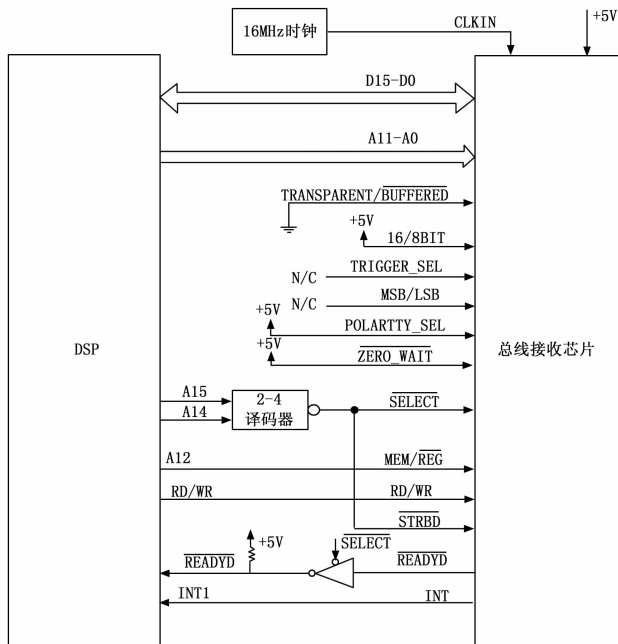 16MHz时钟
CLKIN
+5V
D15-D0
A11-A0
TRANSPARENT/BUFFERED
+5V
16/8BIT
N/C
TRIGGER_SEL
N/C
MSB/LSB
+5V
POLARTTY_SEL
+5V
ZERO_WAIT
DSP
总线接收芯片
A15
A14
2-4
译码器
SELECT
A12
MEM/REG
RD/WR
RD/WR
STRBD
+5V
SELECT
READYD
READYD
INT1
INT